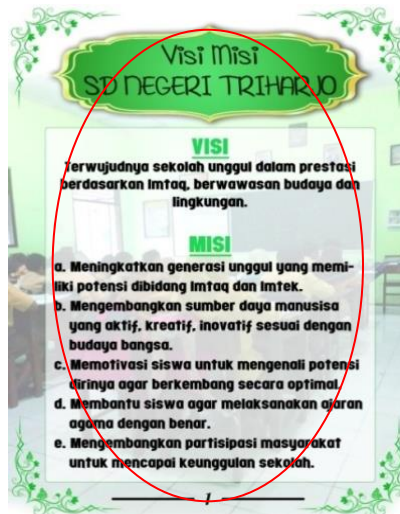 Visi Misi
SD NEGERI TRIHARJO
VISI
Terwujudnya sekolah unggul dalam prestasi
berdasarkan Imtaq, berwawasan budaya dan
lingkungan.
MISI
a. Meningkatkan generasi unggul yang memi-
liki potensi dibidang Imtaq dan Imtek.
b. Mengembangkan sumber daya manusisa
yang aktif, kreatif, inovatif sesuai dengan
budaya bangsa.
c. Memotivasi siswa untuk mengenali potensi
dirinya agar berkembang secara optimal.
d. Membantu siswa agar melaksanakan ajaran
agama dengan benar.
e. Mengembangkan partisipasi masyarakat
untuk mencapai keunggulan sekolah.
1